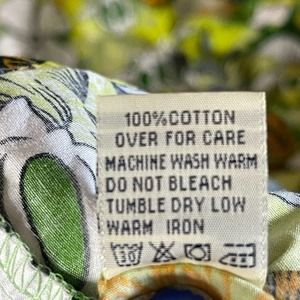 100%COTTON
OVER FOR CARE
MACHINE WASH WARM
DO NOT BLEACH
TUMBLE DRY LOW
WARM IRON